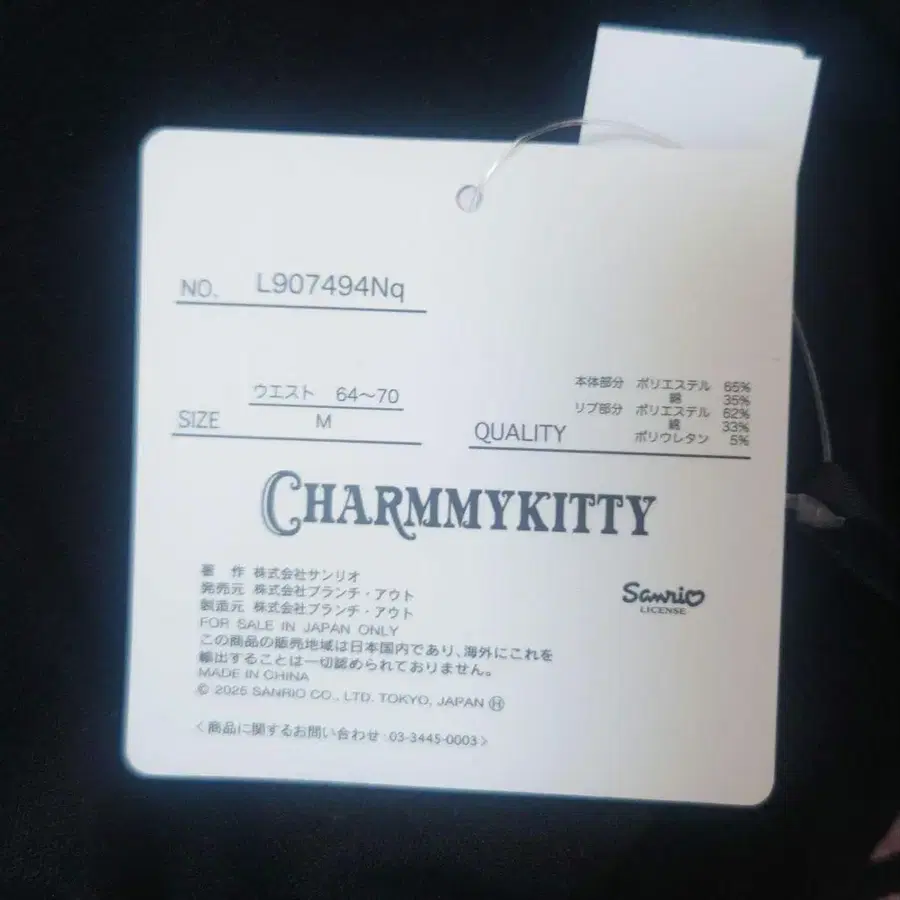 NO. L907494Nq
ウエスト 64～70
SIZE M
本体部分 ポリエステル 65%
綿 35%
リブ部分 ポリエステル 62%
綿 33%
ポリウレタン 5%
QUALITY
CHARMMYKITTY
著 作 株式会社サンリオ
発売元 株式会社ブランチ・アウト
製造元 株式会社ブランチ・アウト
FOR SALE IN JAPAN ONLY
この商品の販売地域は日本国内であり、海外にこれを
輸出することは一切認められておりません。
MADE IN CHINA
© 2025 SANRIO CO., LTD. TOKYO, JAPAN Ⓗ
Sanrio
LICENSE
＜商品に関するお問い合わせ：03-3445-0003＞